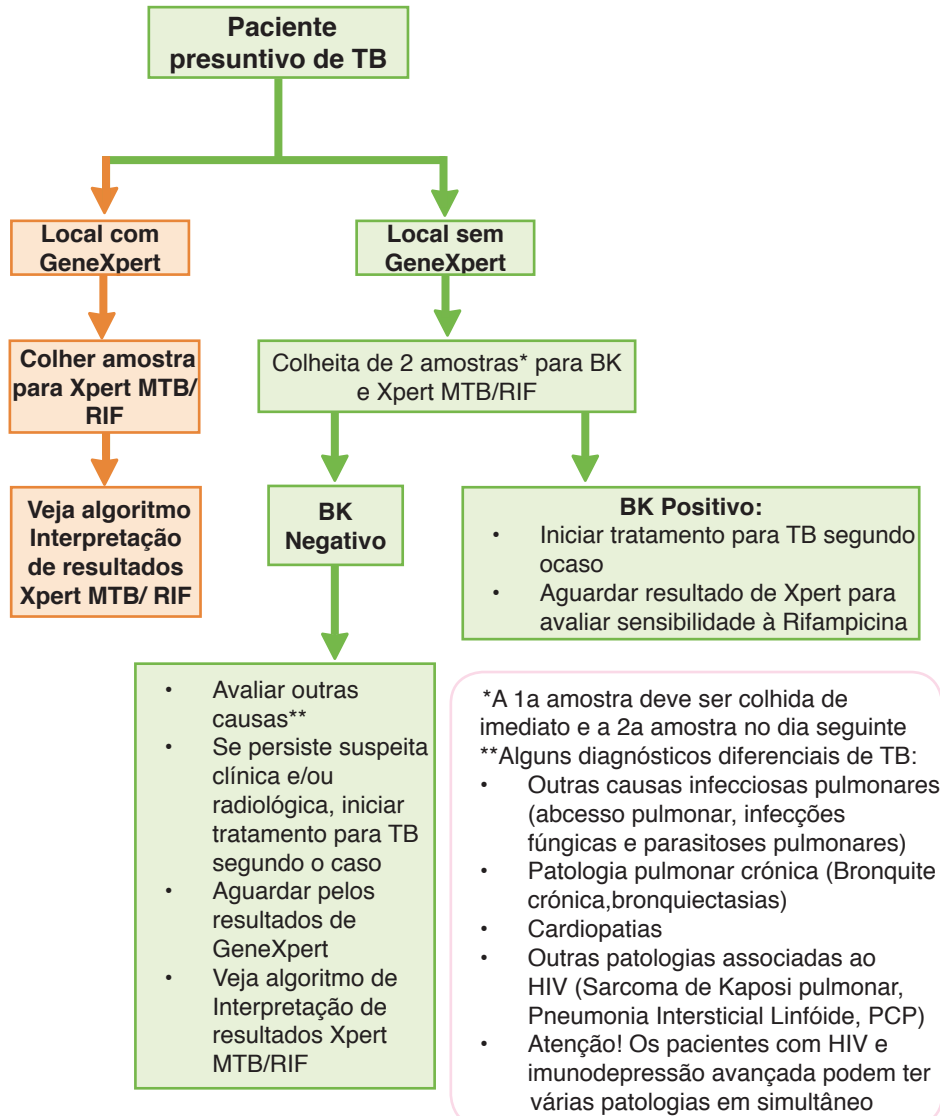 Paciente
presuntivo de TB
Local com
GeneXpert
Local sem
GeneXpert
Colher amostra
para Xpert MTB/
RIF
Colheita de 2 amostras* para BK
e Xpert MTB/RIF
Veja algoritmo
Interpretação
de resultados
Xpert MTB/ RIF
BK
Negativo
BK Positivo:
• Iniciar tratamento para TB segundo
ocaso
• Aguardar resultado de Xpert para
avaliar sensibilidade à Rifampicina
• Avaliar outras
causas**
• Se persiste suspeita
clínica e/ou
radiológica, iniciar
tratamento para TB
segundo o caso
• Aguardar pelos
resultados de
GeneXpert
• Veja algoritmo de
Interpretação de
resultados Xpert
MTB/RIF
*A 1a amostra deve ser colhida de
imediato e a 2a amostra no dia seguinte
**Alguns diagnósticos diferenciais de TB:
• Outras causas infecciosas pulmonares
(abcesso pulmonar, infecções
fúngicas e parasitoses pulmonares)
• Patologia pulmonar crónica (Bronquite
crónica,bronquiectasias)
• Cardiopatias
• Outras patologias associadas ao
HIV (Sarcoma de Kaposi pulmonar,
Pneumonia Intersticial Linfóide, PCP)
• Atenção! Os pacientes com HIV e
imunodepressão avançada podem ter
várias patologias em simultâneo